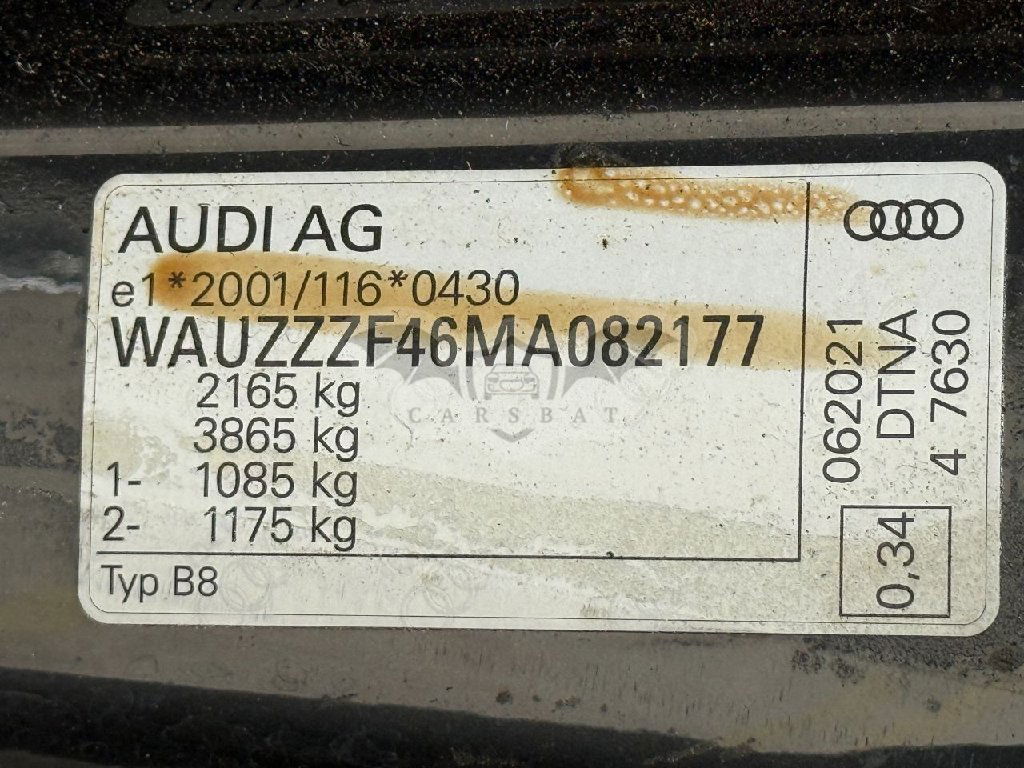 AUDI AG
e1*2001/116*0430
WAUZZZF46MA082177
2165 kg
3865 kg
1- 1085 kg
2- 1175 kg
Typ B8
062021
DTNA
4 7630
0,34
CARSBAT